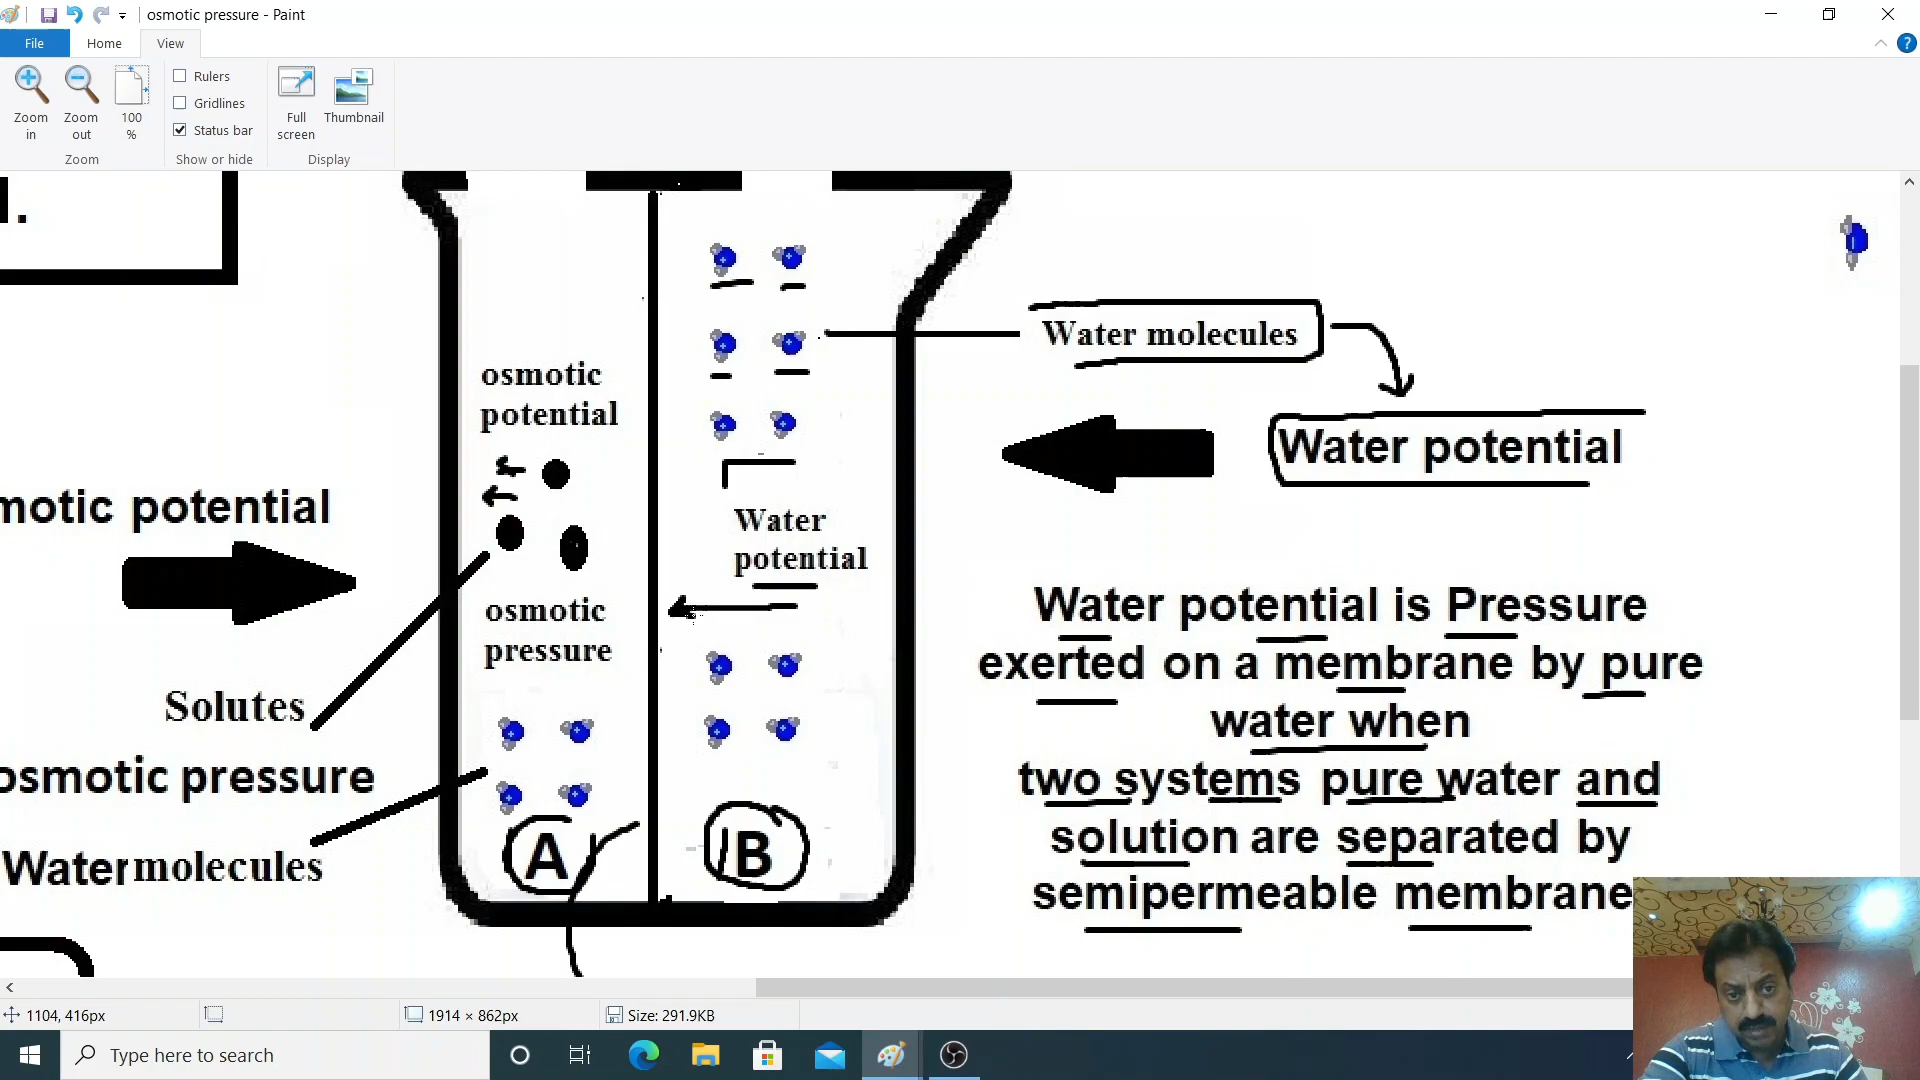 osmotic pressure - Paint
File
Home
View
?
Zoom in
Zoom out
100 %
Rulers
Gridlines
Status bar
Full screen
Thumbnail
Zoom
Show or hide
Display
Water molecules
osmotic
potential
Water potential
motic potential
Water
potential
osmotic
pressure
Water potential is Pressure
exerted on a membrane by pure
water when
two systems pure water and
solution are separated by
semipermeable membrane
Solutes
osmotic pressure
Water molecules
A
B
1104, 416px
1914 × 862px
Size: 291.9KB
Type here to search